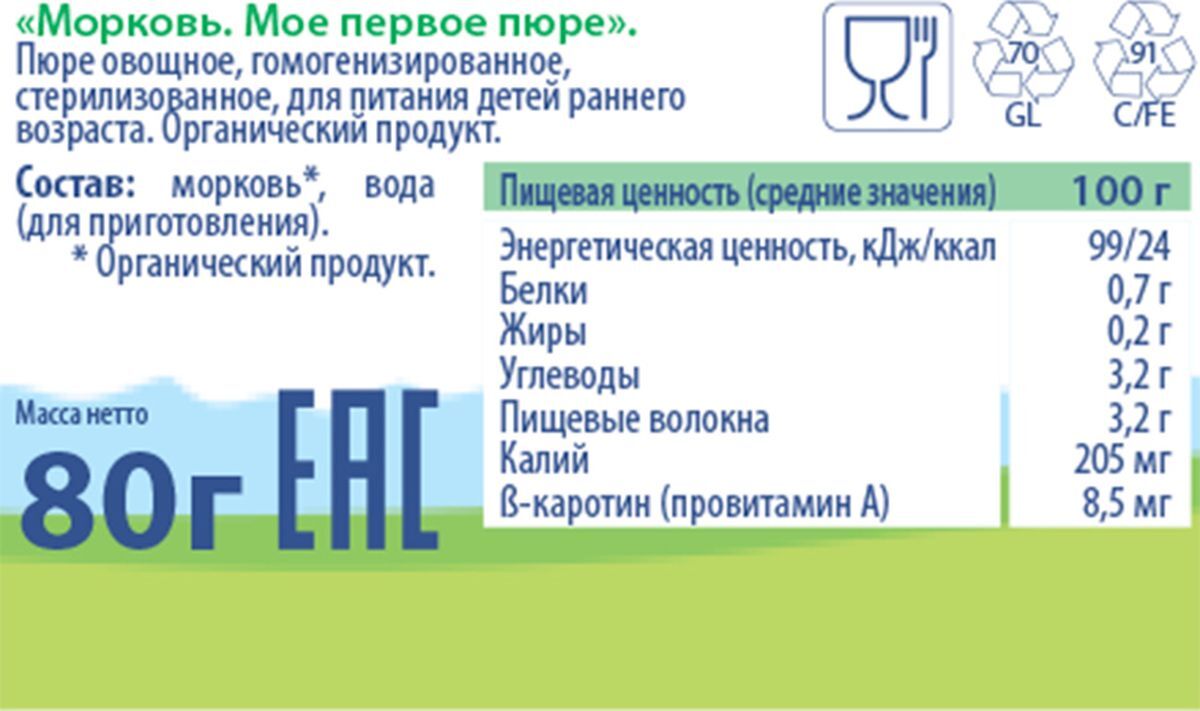 «Морковь. Мое первое пюре».
Пюре овощное, гомогенизированное,
стерилизованное, для питания детей раннего
возраста. Органический продукт.
Состав: морковь*, вода
(для приготовления).
* Органический продукт.
70
GL
91
C/FE
Пищевая ценность (средние значения) 100 г
Энергетическая ценность, кДж/ккал 99/24
Белки 0,7 г
Жиры 0,2 г
Углеводы 3,2 г
Пищевые волокна 3,2 г
Калий 205 мг
ß-каротин (провитамин А) 8,5 мг
Масса нетто
80г
EAC